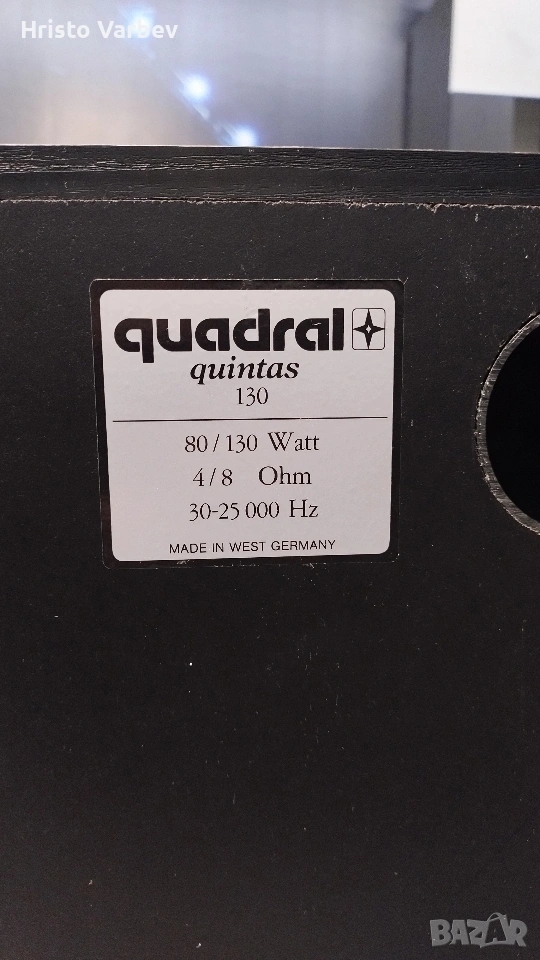 Hristo Varbev
quadral
quintas
130
80/130 Watt
4/8 Ohm
30-25 000 Hz
MADE IN WEST GERMANY
BAZAR